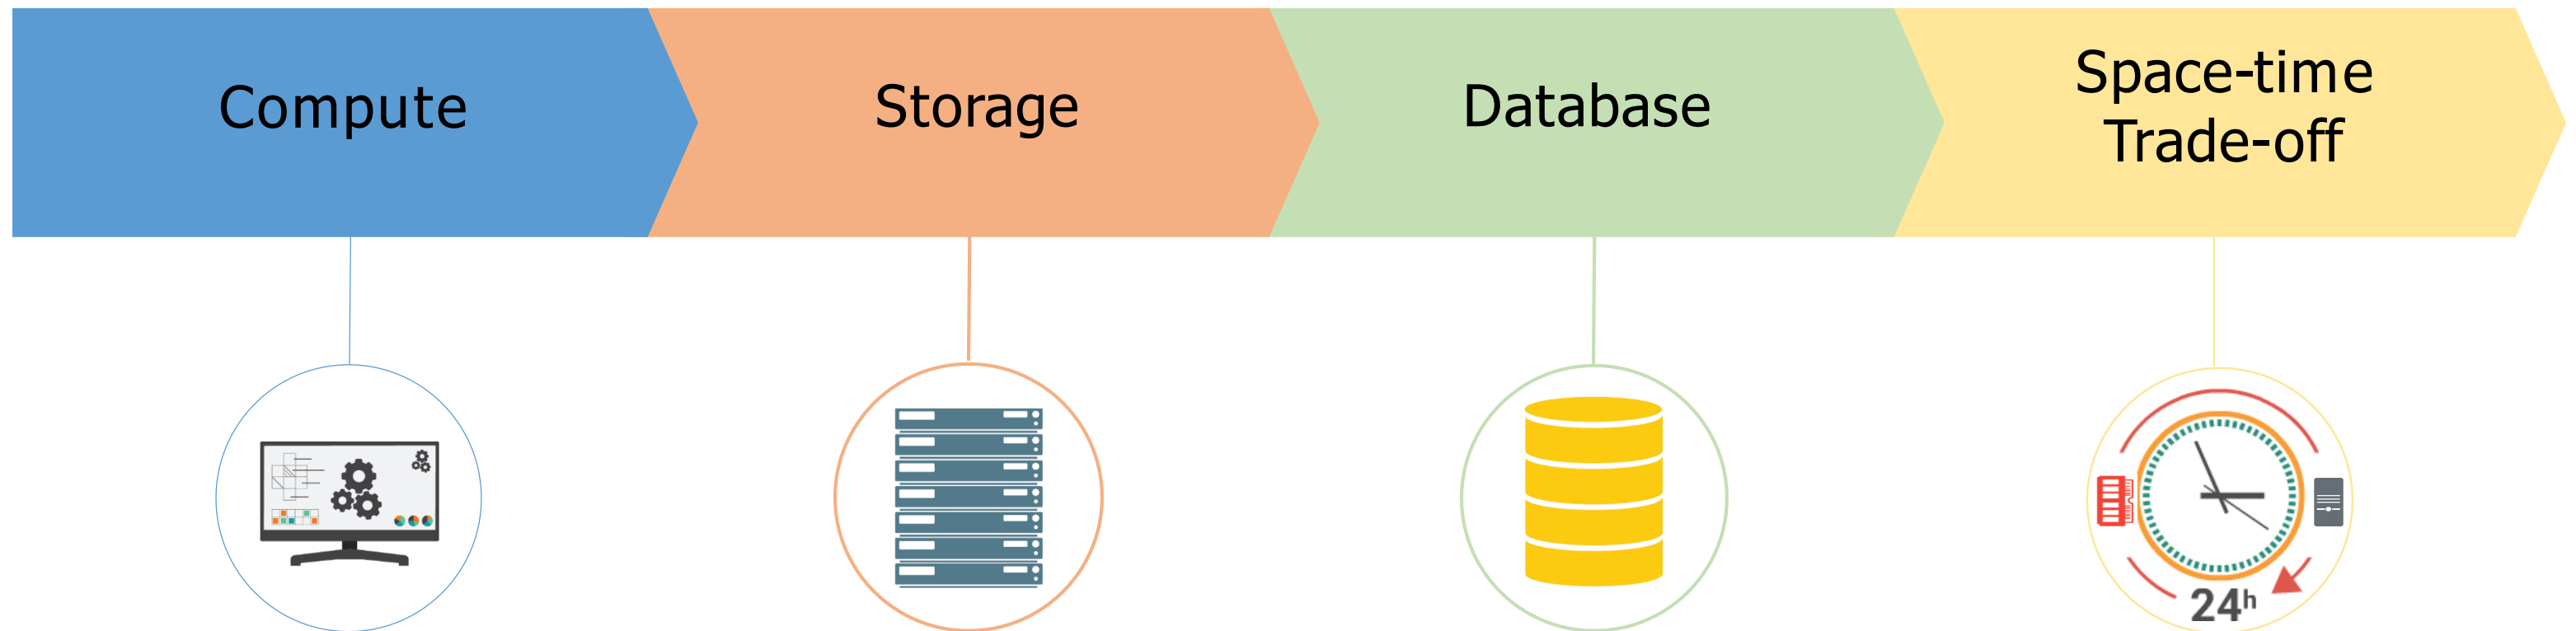 Compute
Storage
Database
Space-time
Trade-off
24h